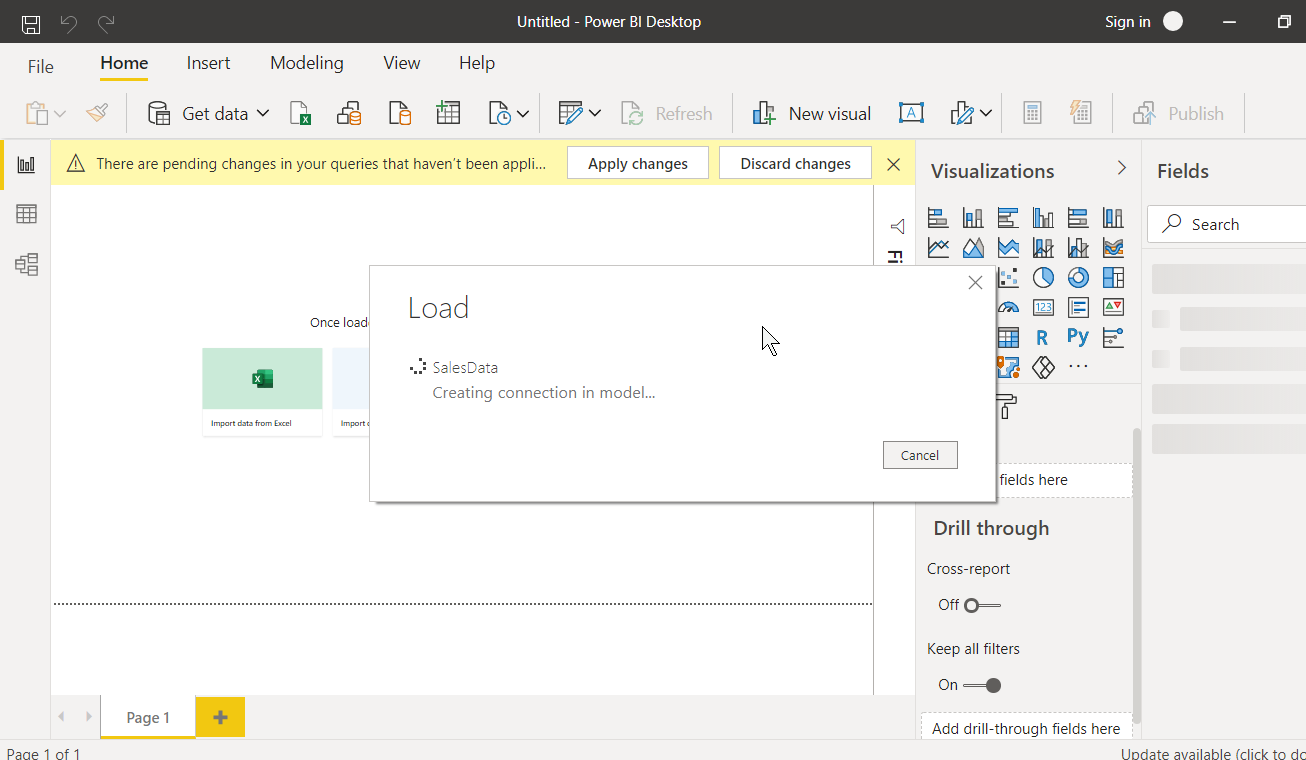 Untitled - Power BI Desktop
Sign in
File
Home
Insert
Modeling
View
Help
Get data
Refresh
New visual
Publish
There are pending changes in your queries that haven't been appli...
Apply changes
Discard changes
Visualizations
Fields
Search
Once load
Import data from Excel
Import
Load
SalesData
Creating connection in model...
Cancel
123
R
Py
fields here
Drill through
Cross-report
Off
Keep all filters
On
Add drill-through fields here
Page 1
Page 1 of 1
Update available (click to do